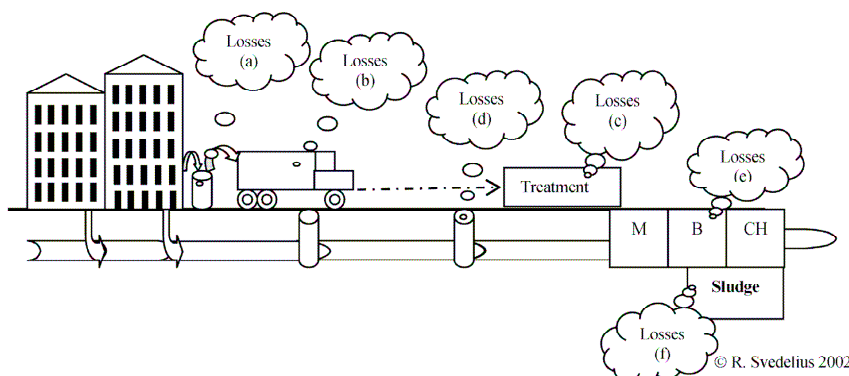 Losses
(a)
Losses
(b)
Losses
(d)
Losses
(c)
Losses
(e)
Treatment
M B CH
Sludge
Losses
(f)
© R. Svedelius 2002